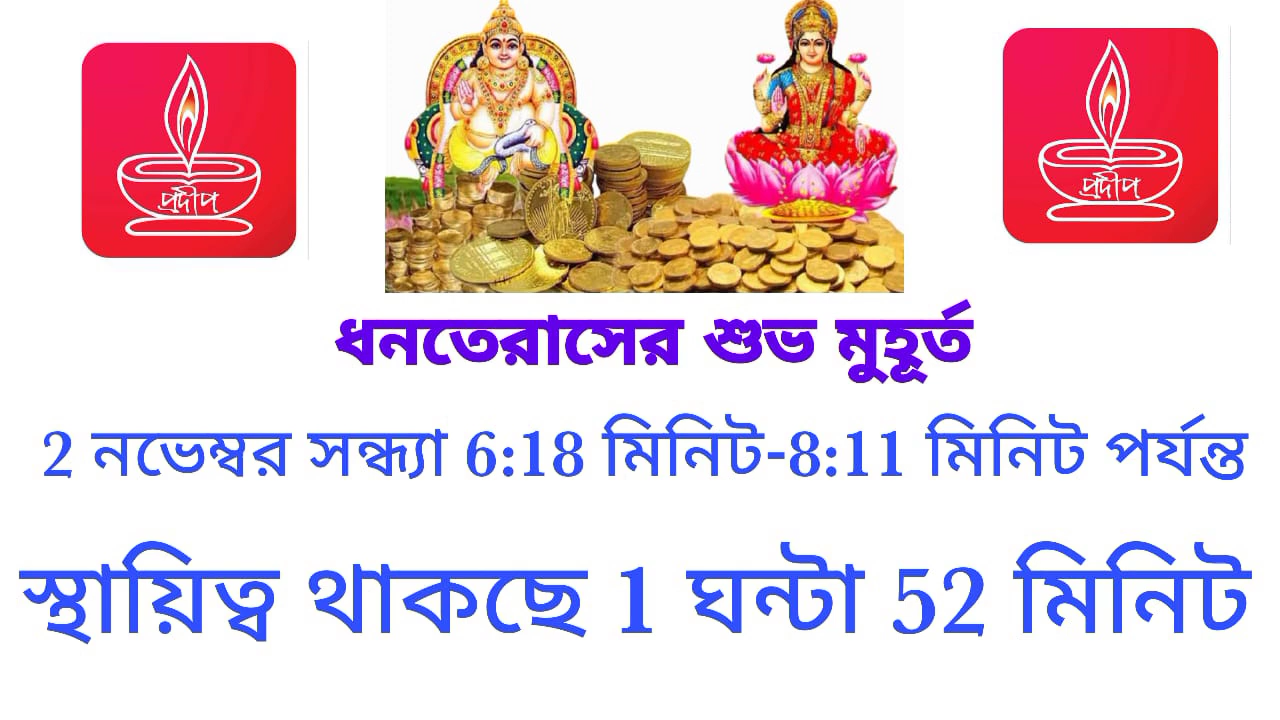 প্রদীপ
প্রদীপ
ধনতেরাসের শুভ মুহূর্ত
2 নভেম্বর সন্ধ্যা 6:18 মিনিট-8:11 মিনিট পর্যন্ত
স্থায়িত্ব থাকছে 1 ঘন্টা 52 মিনিট